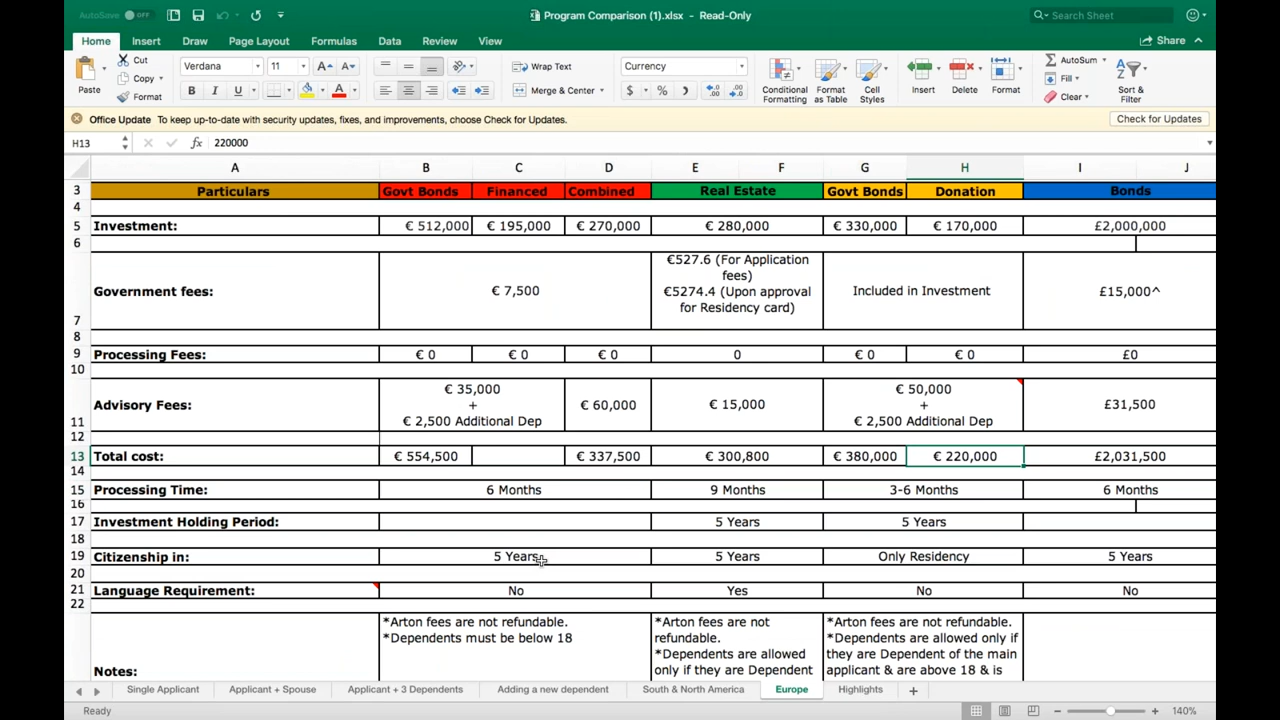 AutoSave OFF Program Comparison (1).xlsx - Read-Only Search Sheet
Home Insert Draw Page Layout Formulas Data Review View Share
Paste Cut Copy Format Verdana 11 A A B I U A Wrap Text Merge & Center Currency $ % Conditional Formatting Format as Table Cell Styles Insert Delete Format AutoSum Fill Clear Sort & Filter
Office Update To keep up-to-date with security updates, fixes, and improvements, choose Check for Updates. Check for Updates
H13 fx 220000
A B C D E F G H I J
3 Particulars Govt Bonds Financed Combined Real Estate Govt Bonds Donation Bonds
4
5 Investment: € 512,000 € 195,000 € 270,000 € 280,000 € 330,000 € 170,000 £2,000,000
6
7 Government fees: € 7,500 €527.6 (For Application
fees)
€5274.4 (Upon approval
for Residency card) Included in Investment £15,000^
8
9 Processing Fees: € 0 € 0 € 0 0 € 0 € 0 £0
10
11 Advisory Fees: € 35,000
+
€ 2,500 Additional Dep € 60,000 € 15,000 € 50,000
+
€ 2,500 Additional Dep £31,500
12
13 Total cost: € 554,500 € 337,500 € 300,800 € 380,000 € 220,000 £2,031,500
14
15 Processing Time: 6 Months 9 Months 3-6 Months 6 Months
16
17 Investment Holding Period: 5 Years 5 Years
18
19 Citizenship in: 5 Years 5 Years Only Residency 5 Years
20
21 Language Requirement: No Yes No No
22
Notes: *Arton fees are not refundable.
*Dependents must be below 18
*Arton fees are not
refundable.
*Dependents are allowed
only if they are Dependent
*Arton fees are not refundable.
*Dependents are allowed only if
they are Dependent of the main
applicant & are above 18 & is
Single Applicant Applicant + Spouse Applicant + 3 Dependents Adding a new dependent South & North America Europe Highlights +
Ready 140%